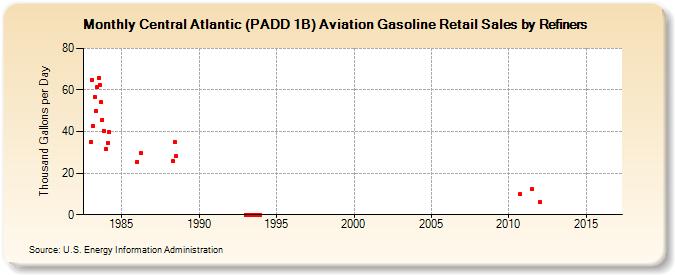 Monthly Central Atlantic (PADD 1B) Aviation Gasoline Retail Sales by Refiners
Thousand Gallons per Day
80
60
40
20
0
1985 1990 1995 2000 2005 2010 2015
Source: U.S. Energy Information Administration